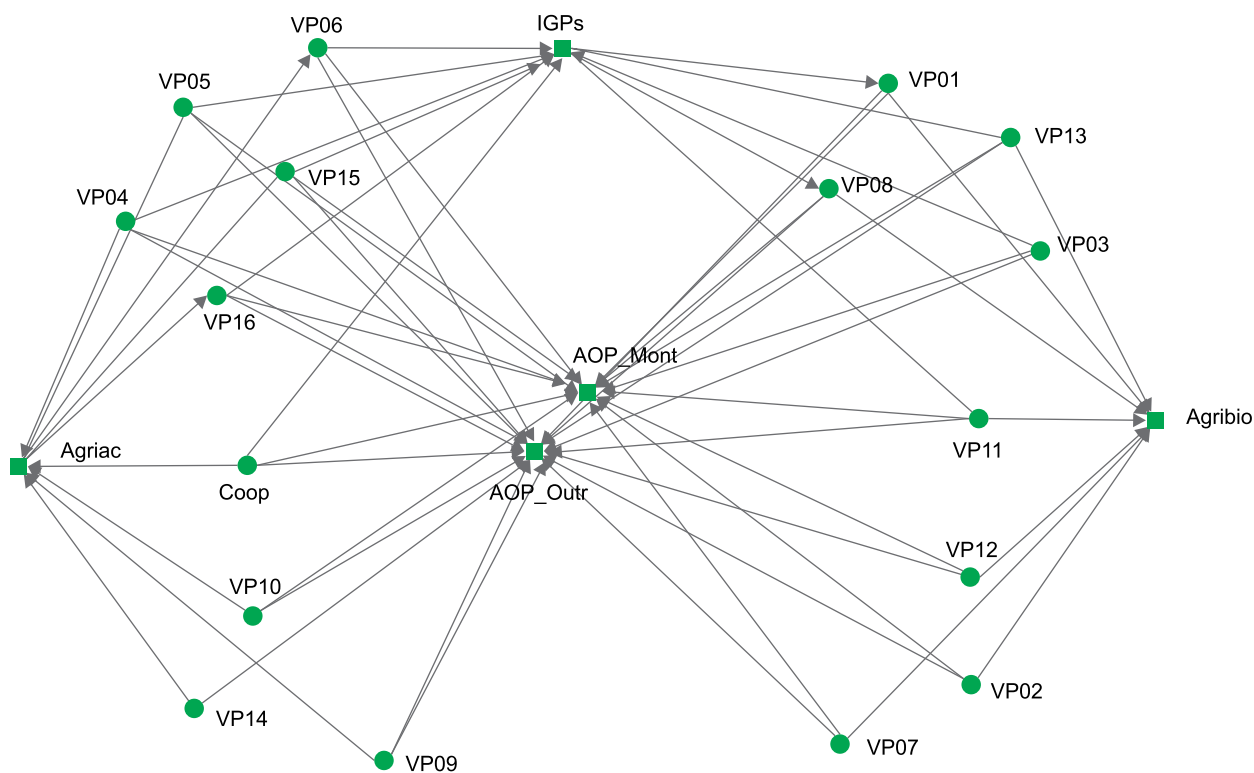 IGPs
VP06
VP05
VP01
VP13
VP15
VP08
VP04
VP03
VP16
AOP_Mont
Agribio
Agriac
VP11
Coop
AOP_Outr
VP12
VP10
VP02
VP14
VP07
VP09